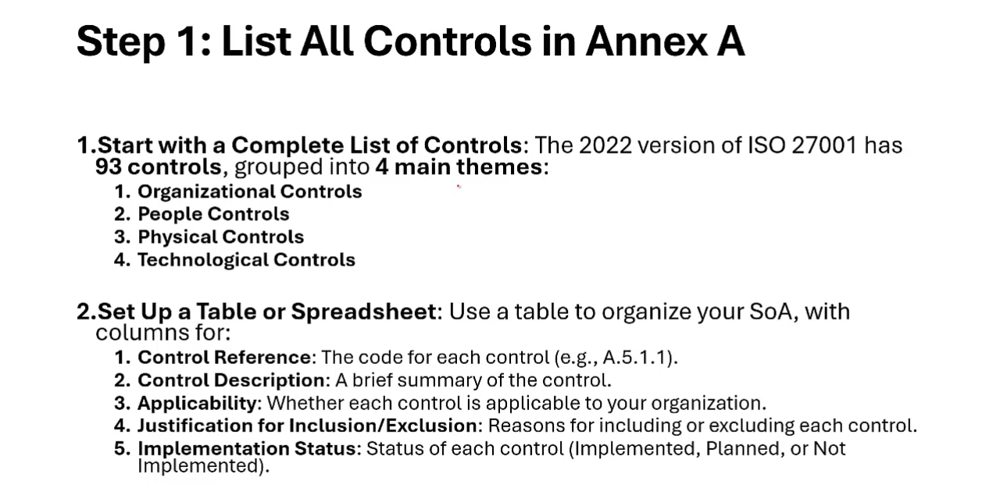 Step 1: List All Controls in Annex A
1.Start with a Complete List of Controls: The 2022 version of ISO 27001 has
93 controls, grouped into 4 main themes:
1. Organizational Controls
2. People Controls
3. Physical Controls
4. Technological Controls
2.Set Up a Table or Spreadsheet: Use a table to organize your SoA, with
columns for:
1. Control Reference: The code for each control (e.g., A.5.1.1).
2. Control Description: A brief summary of the control.
3. Applicability: Whether each control is applicable to your organization.
4. Justification for Inclusion/Exclusion: Reasons for including or excluding each control.
5. Implementation Status: Status of each control (Implemented, Planned, or Not
Implemented).